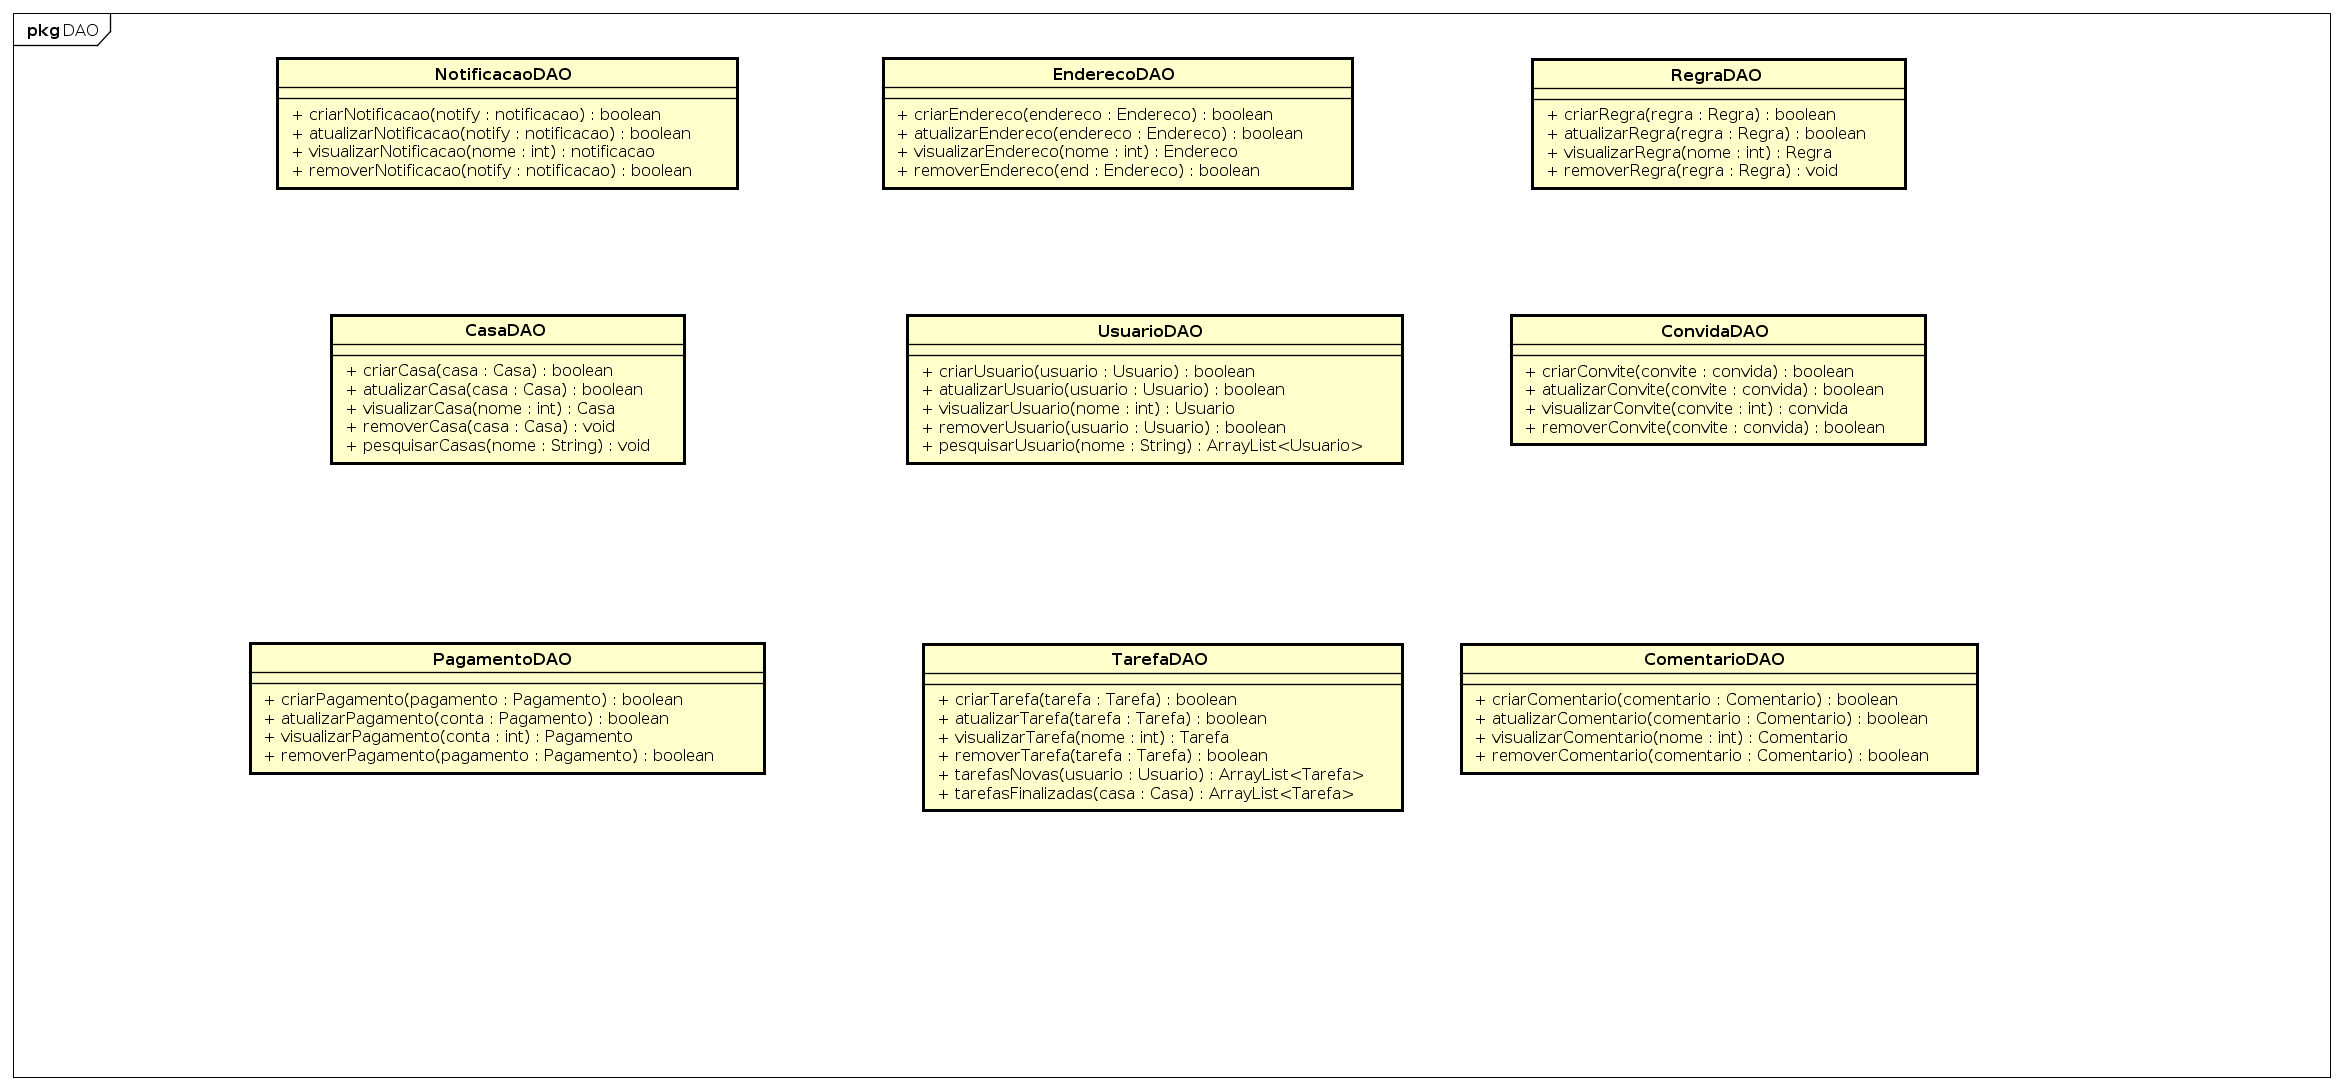 pkg DAO
NotificacaoDAO
+ criarNotificacao(notify : notificacao) : boolean
+ atualizarNotificacao(notify : notificacao) : boolean
+ visualizarNotificacao(nome : int) : notificacao
+ removerNotificacao(notify : notificacao) : boolean
EnderecoDAO
+ criarEndereco(endereco : Endereco) : boolean
+ atualizarEndereco(endereco : Endereco) : boolean
+ visualizarEndereco(nome : int) : Endereco
+ removerEndereco(end : Endereco) : boolean
RegraDAO
+ criarRegra(regra : Regra) : boolean
+ atualizarRegra(regra : Regra) : boolean
+ visualizarRegra(nome : int) : Regra
+ removerRegra(regra : Regra) : void
CasaDAO
+ criarCasa(casa : Casa) : boolean
+ atualizarCasa(casa : Casa) : boolean
+ visualizarCasa(nome : int) : Casa
+ removerCasa(casa : Casa) : void
+ pesquisarCasas(nome : String) : void
UsuarioDAO
+ criarUsuario(usuario : Usuario) : boolean
+ atualizarUsuario(usuario : Usuario) : boolean
+ visualizarUsuario(nome : int) : Usuario
+ removerUsuario(usuario : Usuario) : boolean
+ pesquisarUsuario(nome : String) : ArrayList<Usuario>
ConvidaDAO
+ criarConvite(convite : convida) : boolean
+ atualizarConvite(convite : convida) : boolean
+ visualizarConvite(convite : int) : convida
+ removerConvite(convite : convida) : boolean
PagamentoDAO
+ criarPagamento(pagamento : Pagamento) : boolean
+ atualizarPagamento(conta : Pagamento) : boolean
+ visualizarPagamento(conta : int) : Pagamento
+ removerPagamento(pagamento : Pagamento) : boolean
TarefaDAO
+ criarTarefa(tarefa : Tarefa) : boolean
+ atualizarTarefa(tarefa : Tarefa) : boolean
+ visualizarTarefa(nome : int) : Tarefa
+ removerTarefa(tarefa : Tarefa) : boolean
+ tarefasNovas(usuario : Usuario) : ArrayList<Tarefa>
+ tarefasFinalizadas(casa : Casa) : ArrayList<Tarefa>
ComentarioDAO
+ criarComentario(comentario : Comentario) : boolean
+ atualizarComentario(comentario : Comentario) : boolean
+ visualizarComentario(nome : int) : Comentario
+ removerComentario(comentario : Comentario) : boolean